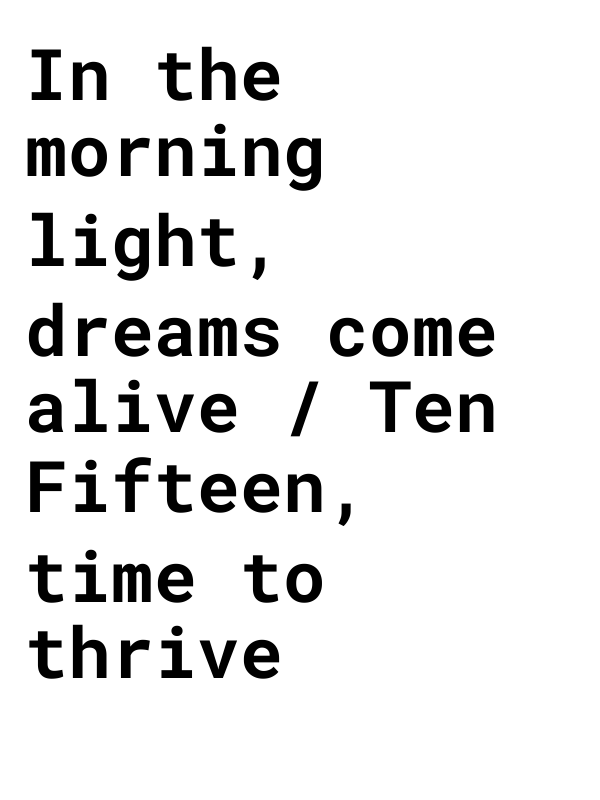 In the
morning
light,
dreams come
alive / Ten
Fifteen,
time to
thrive